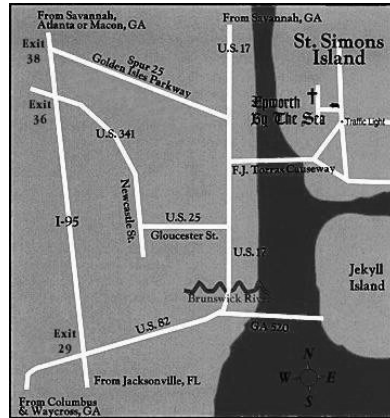 From Savannah,
Atlanta or Macon, GA
From Savannah, GA
Exit
38
Spur 25
Golden Isles Parkway
U.S. 17
St. Simons
Island
Exit
36
Epworth
By The Sea
Traffic Light
U.S. 341
F.J. Torras Causeway
Newcastle St.
I-95
U.S. 25
Gloucester St.
U.S. 17
Jekyll
Island
Brunswick River
U.S. 82
GA 520
Exit
29
N
W
E
S
From Jacksonville, FL
From Columbus
& Waycross, GA